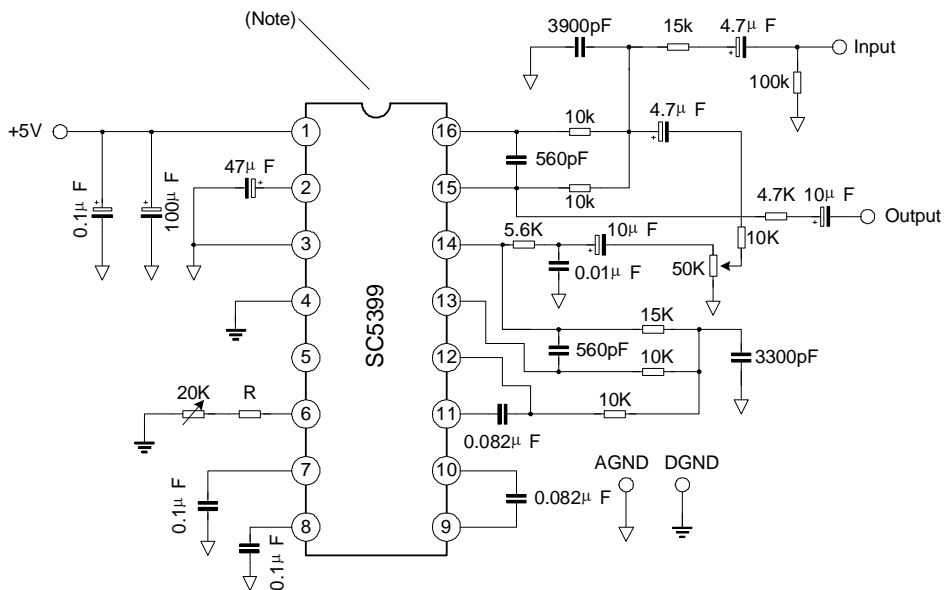 (Note)
3900pF
15k
4.7μ F
Input
100k
+5V
1
16
10k
4.7μ F
560pF
47μ F
0.1μ F
100μ F
2
15
10k
4.7K
10μ F
Output
3
14
5.6K
10μ F
10K
0.01μ F
50K
4
13
SC5399
15K
5
12
560pF
10K
3300pF
20K
R
6
11
10K
0.082μ F
7
10
AGND
DGND
0.1μ F
0.082μ F
8
9
0.1μ F